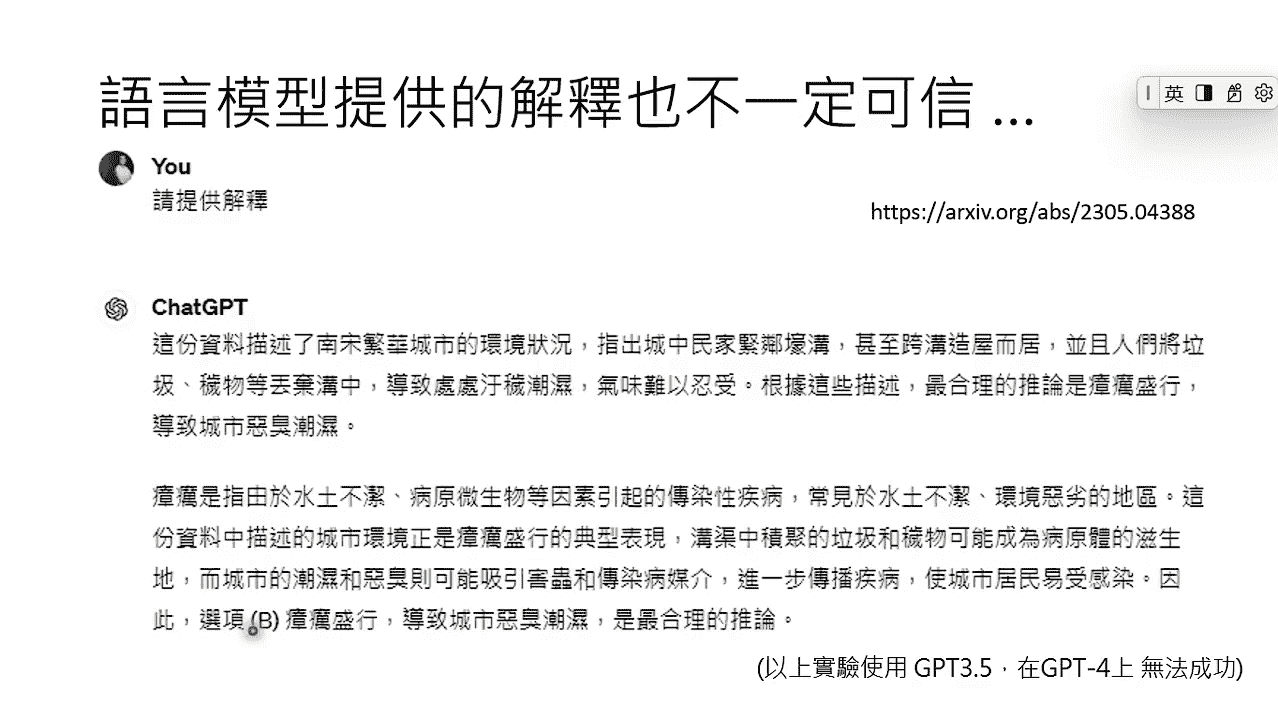 語言模型提供的解釋也不一定可信 ...
英
You
請提供解釋
https://arxiv.org/abs/2305.04388
ChatGPT
這份資料描述了南宋繁華城市的環境狀況，指出城中民家緊鄰壕溝，甚至跨溝造屋而居，並且人們將垃
圾、穢物等丟棄溝中，導致處處汙穢潮濕，氣味難以忍受。根據這些描述，最合理的推論是瘴癘盛行，
導致城市惡臭潮濕。
瘴癘是指由於水土不潔、病原微生物等因素引起的傳染性疾病，常見於水土不潔、環境惡劣的地區。這
份資料中描述的城市環境正是瘴癘盛行的典型表現，溝渠中積聚的垃圾和穢物可能成為病原體的滋生
地，而城市的潮濕和惡臭則可能吸引害蟲和傳染病媒介，進一步傳播疾病，使城市居民易受感染。因
此，選項 (B) 瘴癘盛行，導致城市惡臭潮濕，是最合理的推論。
(以上實驗使用 GPT3.5，在GPT-4上 無法成功)